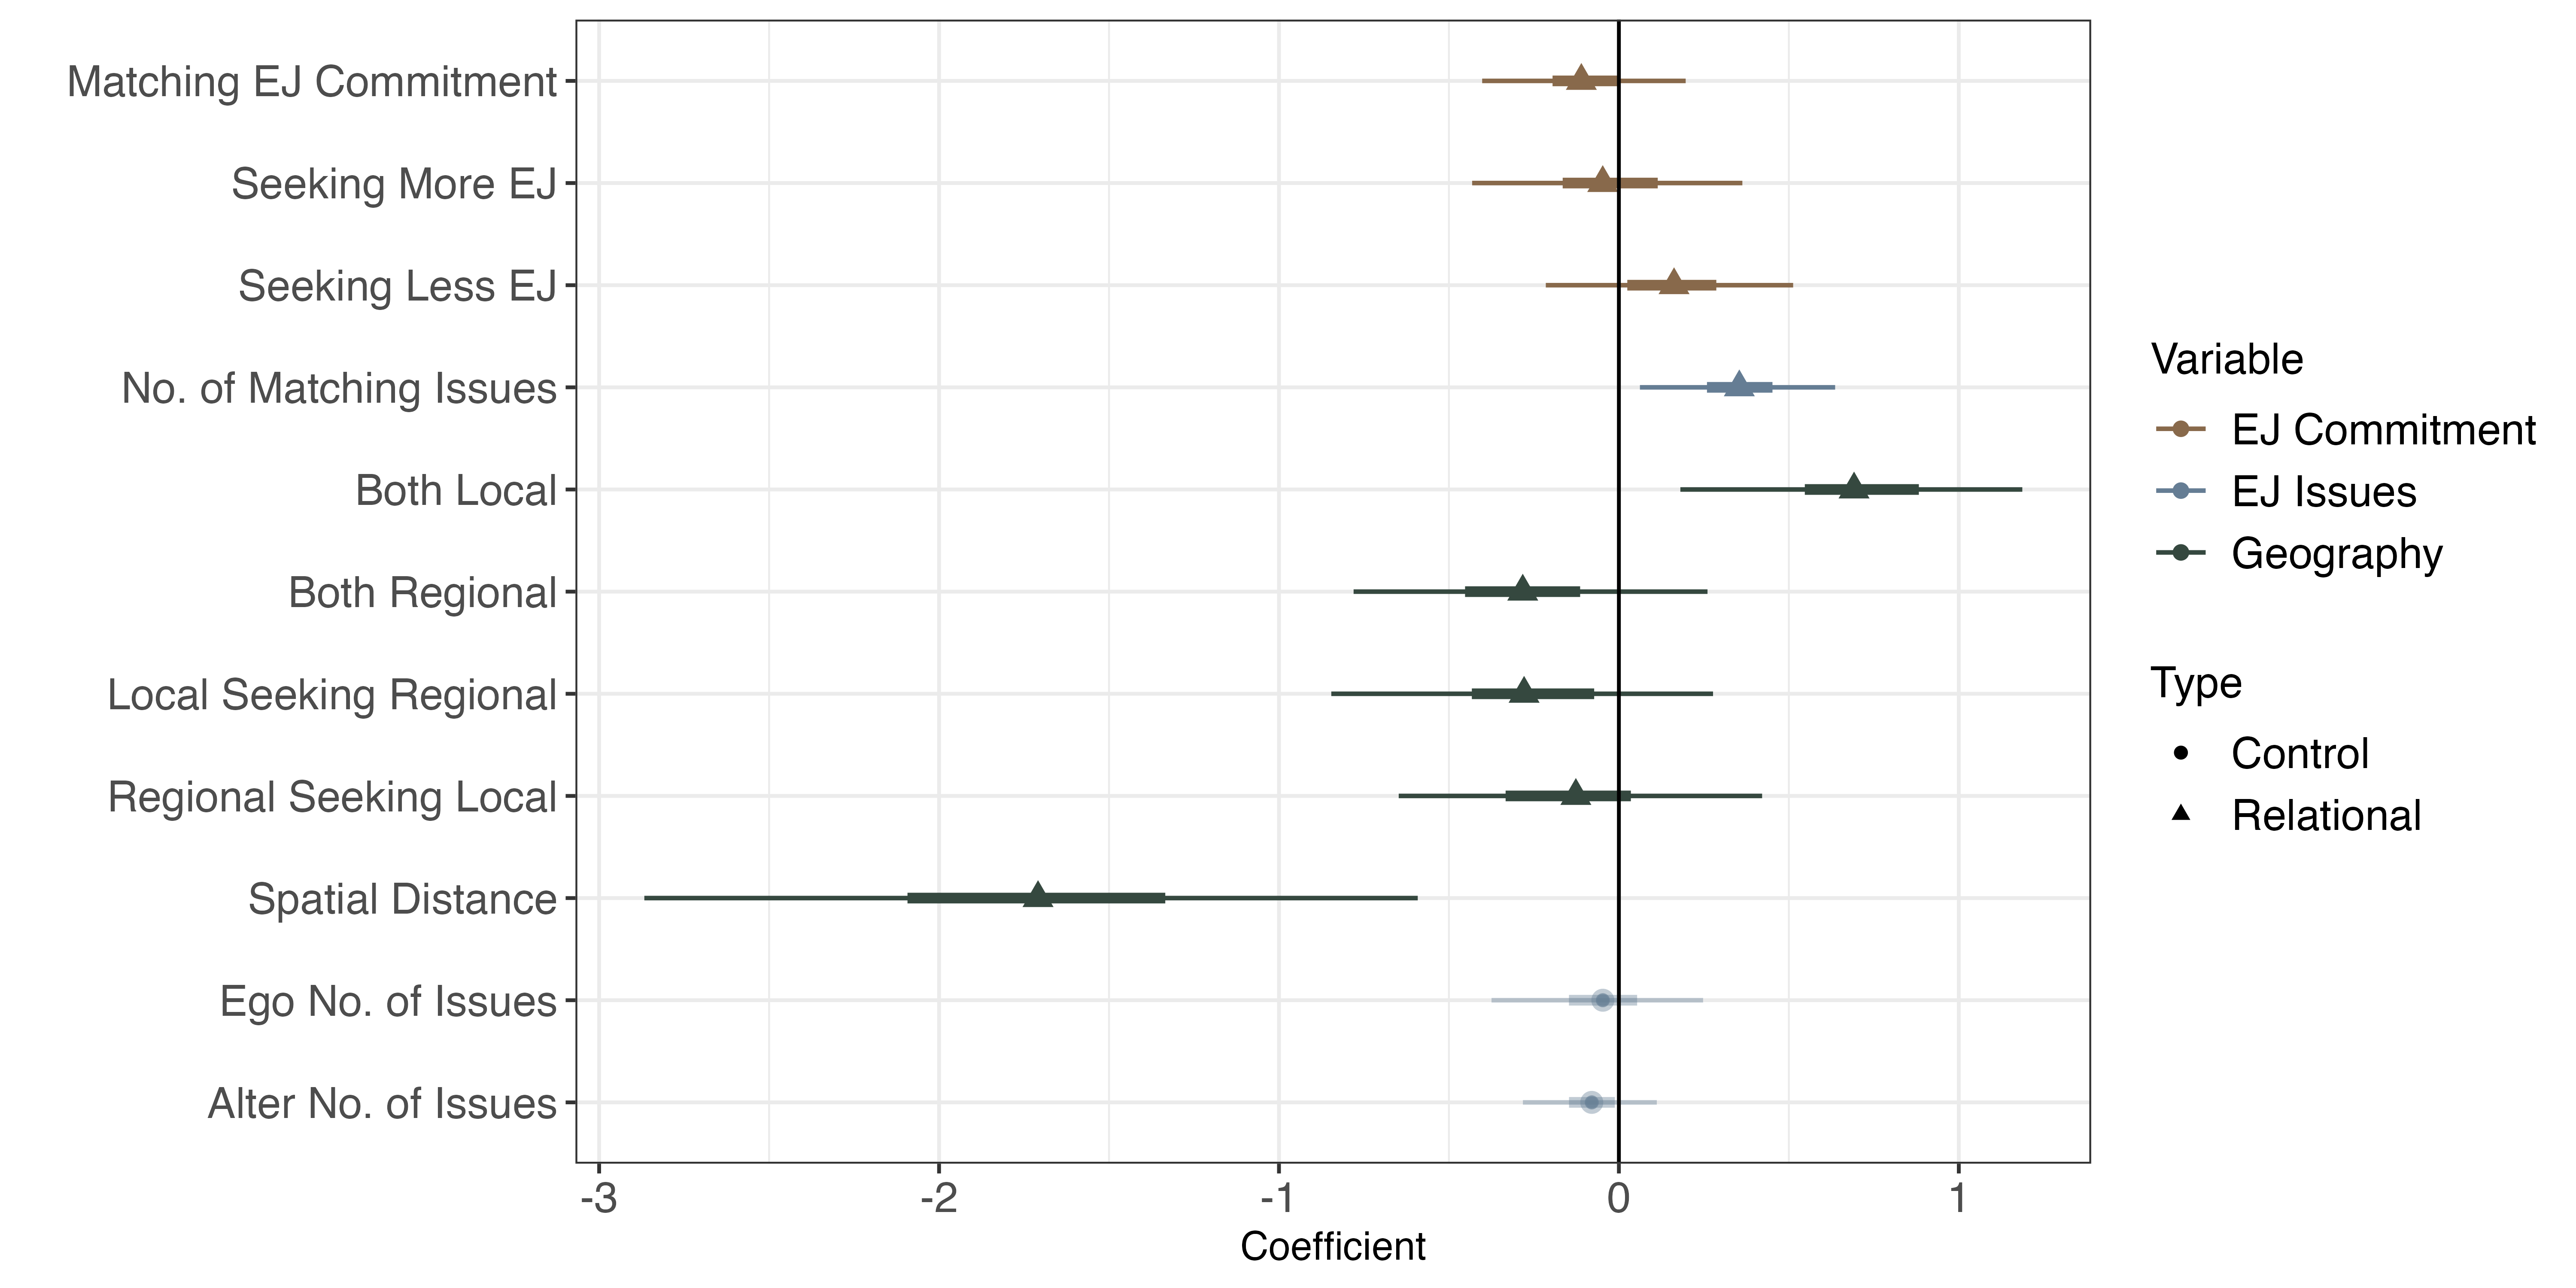 Matching EJ Commitment
Seeking More EJ
Seeking Less EJ
No. of Matching Issues
Both Local
Both Regional
Local Seeking Regional
Regional Seeking Local
Spatial Distance
Ego No. of Issues
Alter No. of Issues
-3 -2 -1 0 1
Coefficient
Variable
EJ Commitment
EJ Issues
Geography
Type
Control
Relational